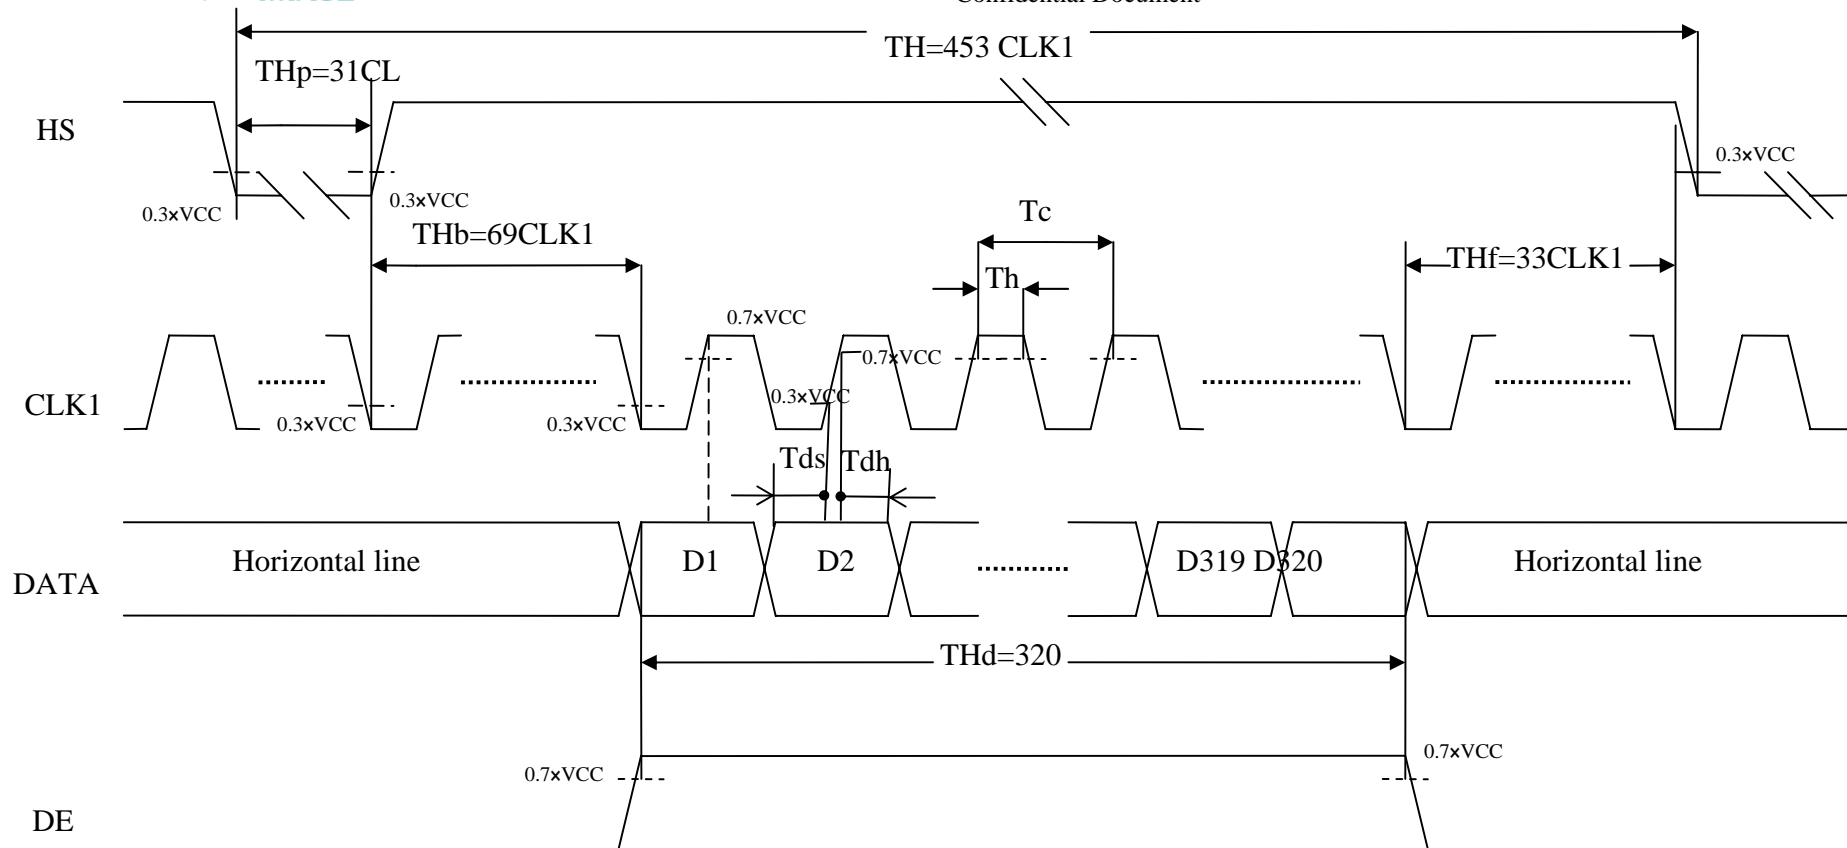 Confidential Document
TH=453 CLK1
THp=31CL
HS
0.3×VCC
0.3×VCC
0.3×VCC
THb=69CLK1
Tc
Th
THf=33CLK1
0.7×VCC
0.7×VCC
0.3×VCC
CLK1
0.3×VCC
0.3×VCC
Tds
Tdh
Horizontal line
D1
D2
D319 D320
Horizontal line
DATA
THd=320
0.7×VCC
0.7×VCC
DE